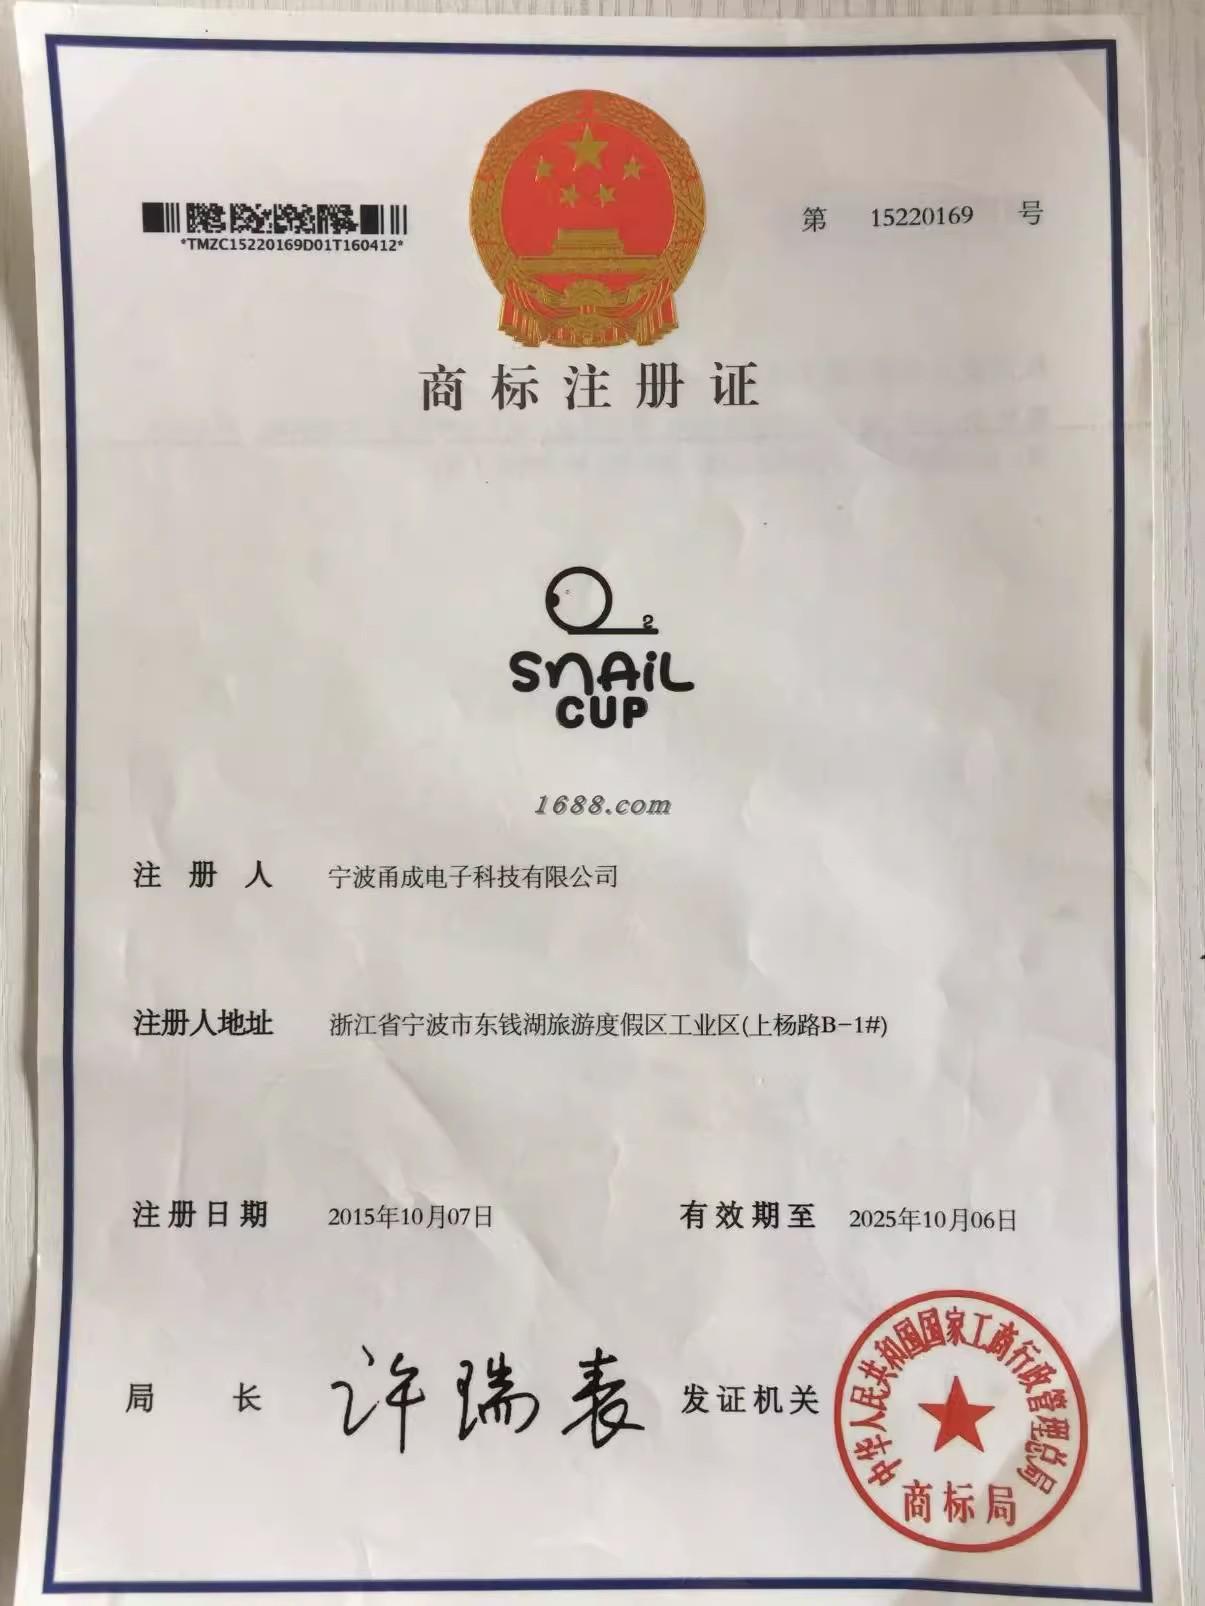 *TMZC15220169D01T160412*
第 15220169 号
商标注册证
2
SNAIL
CUP
1688.com
注册人 宁波甬成电子科技有限公司
注册人地址 浙江省宁波市东钱湖旅游度假区工业区(上杨路B-1#)
注册日期 2015年10月07日 有效期至 2025年10月06日
局长 许瑞表 发证机关
中华人民共和国国家工商行政管理总局
商标局